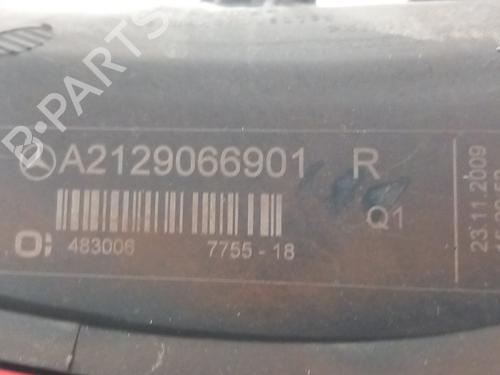 A2129066901 R
Q1
483006 7755-18
23.11.2009
B-PARTS